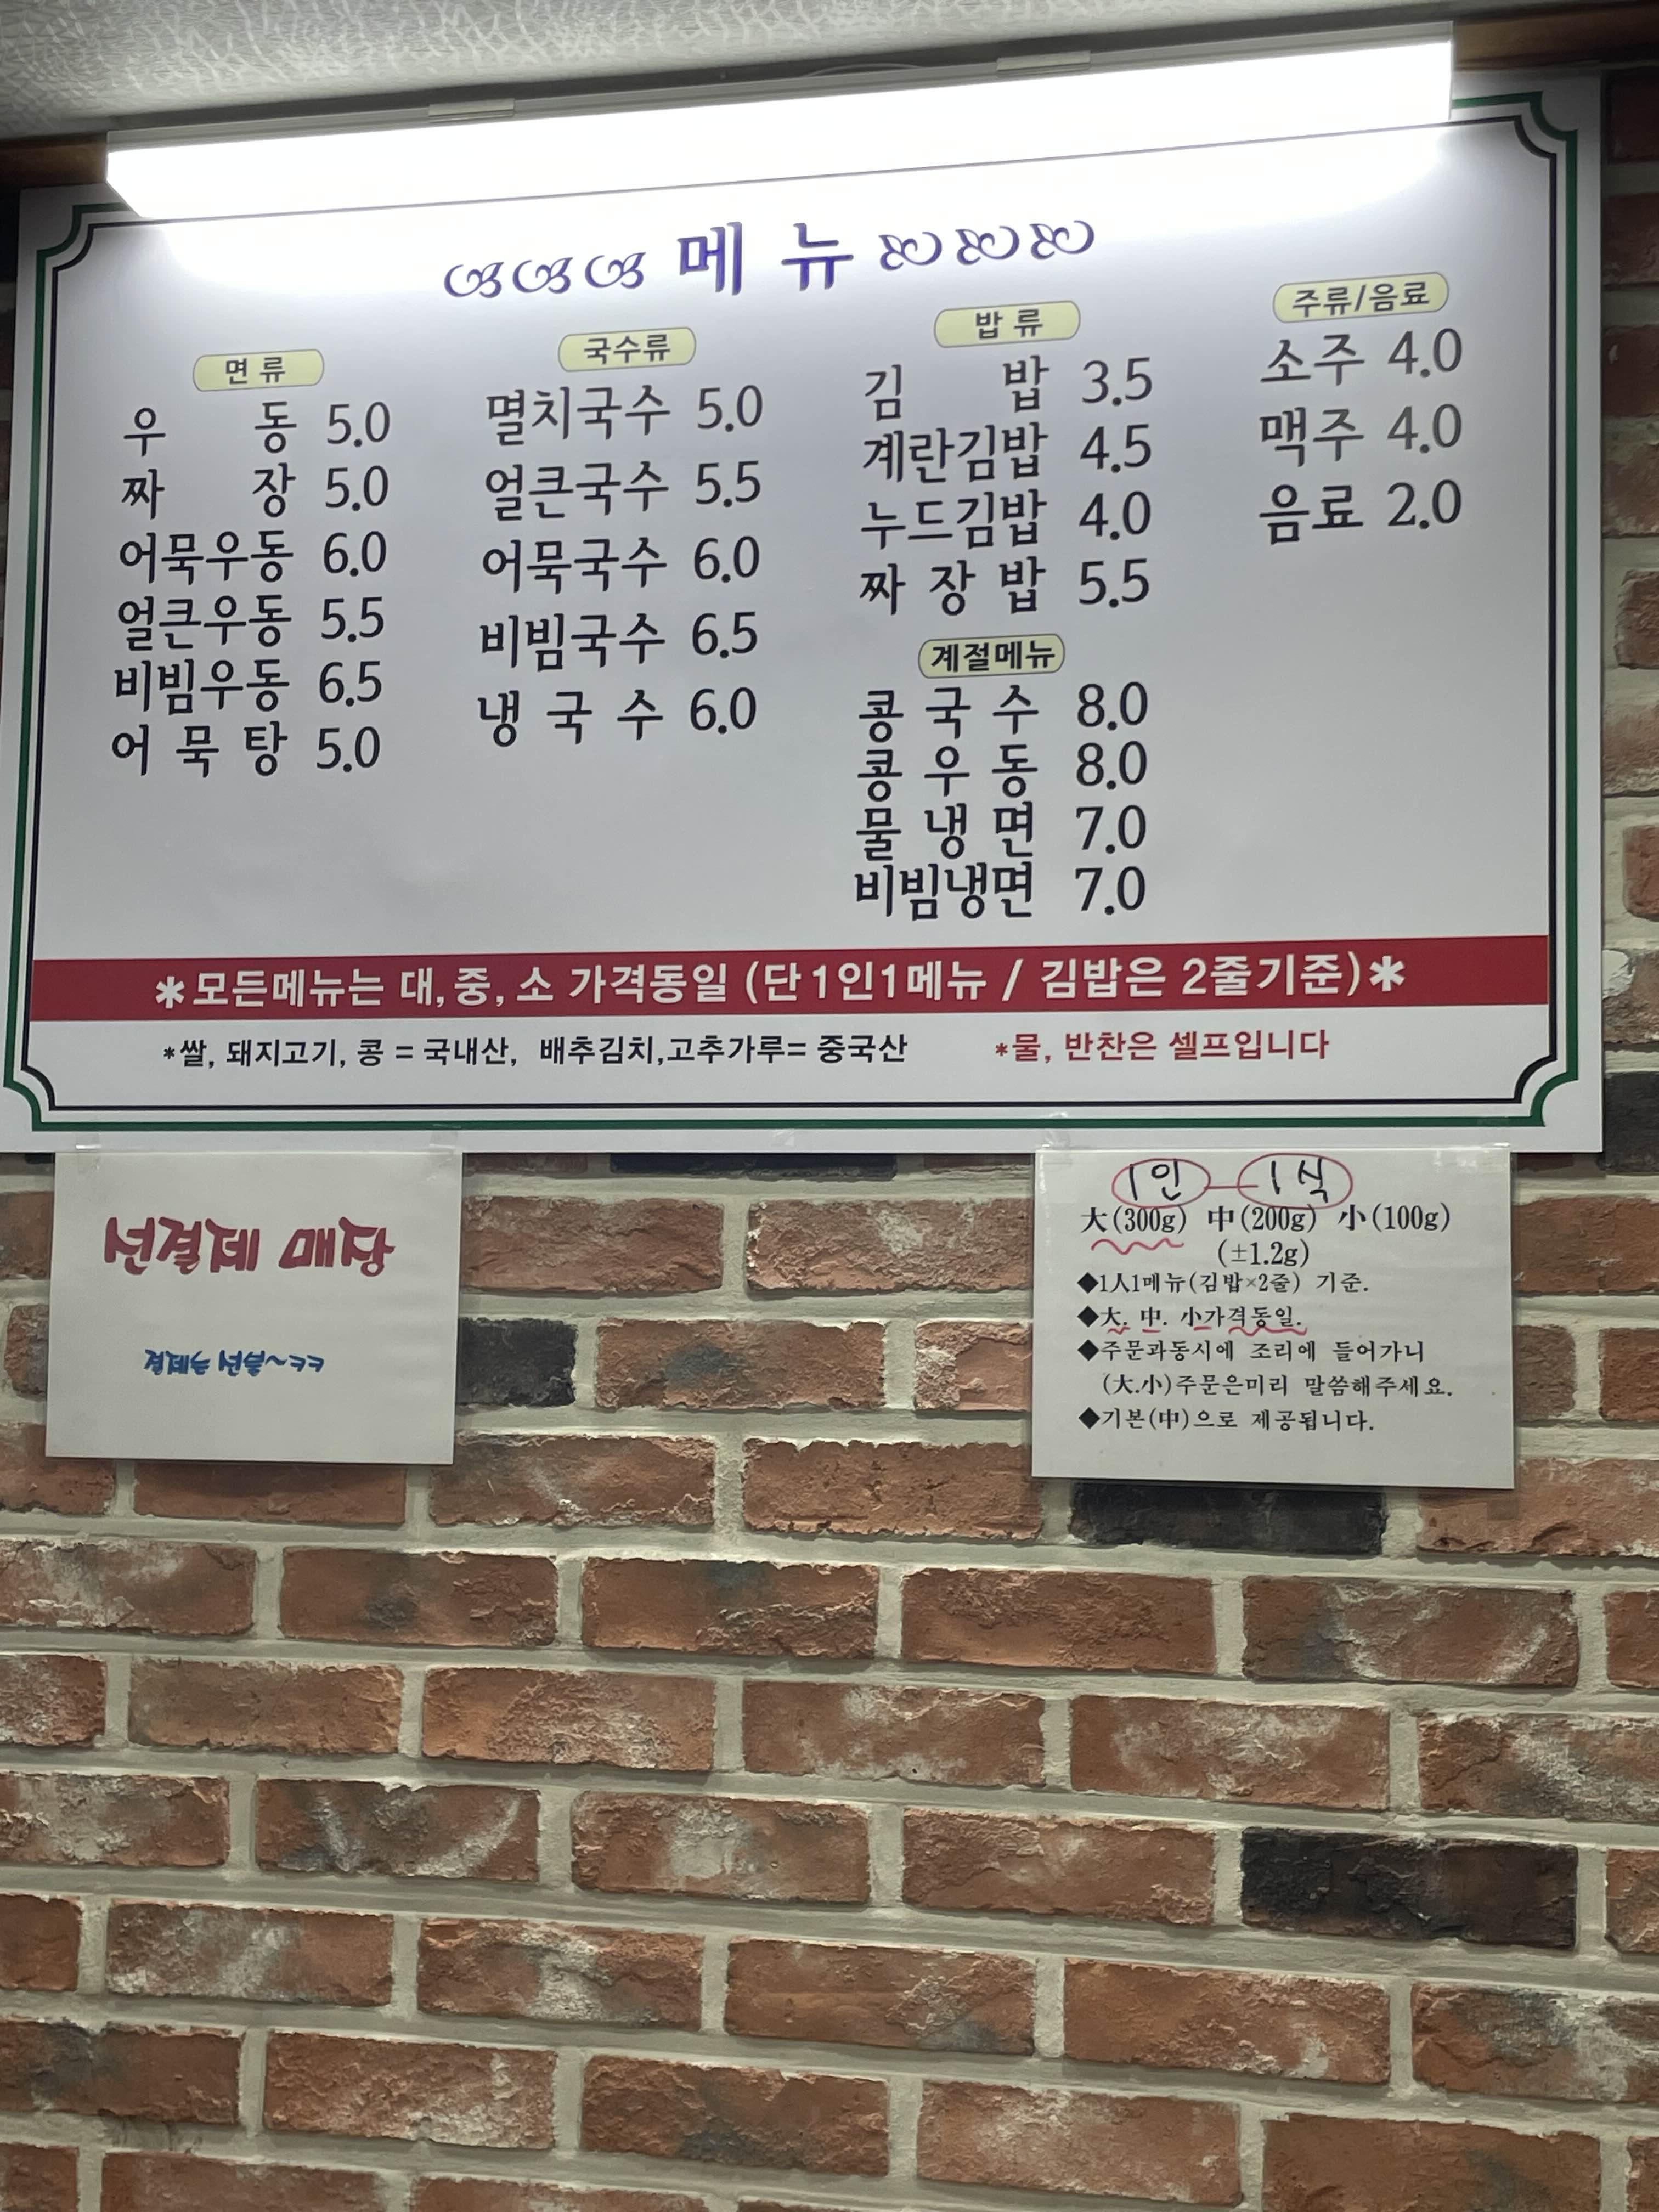 메 뉴
면 류
우 동 5.0
짜 장 5.0
어묵우동 6.0
얼큰우동 5.5
비빔우동 6.5
어 묵 탕 5.0
국수류
멸치국수 5.0
얼큰국수 5.5
어묵국수 6.0
비빔국수 6.5
냉 국 수 6.0
밥 류
김 밥 3.5
계란김밥 4.5
누드김밥 4.0
짜 장 밥 5.5
계절메뉴
콩 국 수 8.0
콩 우 동 8.0
물 냉 면 7.0
비빔냉면 7.0
주류/음료
소주 4.0
맥주 4.0
음료 2.0
*모든메뉴는 대, 중, 소 가격동일 (단1인1메뉴 / 김밥은 2줄기준)*
*쌀, 돼지고기, 콩 = 국내산, 배추김치,고추가루= 중국산
*물, 반찬은 셀프입니다
선결제 매장
1인 - 1식
大(300g) 中(200g) 小(100g)
(±1.2g)
◆1人1메뉴(김밥×2줄) 기준.
◆大. 中. 小가격동일.
◆주문과동시에 조리에 들어가니
(大.小)주문은미리 말씀해주세요.
◆기본(中)으로 제공됩니다.